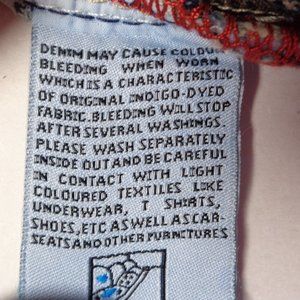 DENIM MAY CAUSE COLOUR
BLEEDING WHEN WORN
WHICH IS A CHARACTERISTIC
OF ORIGINAL INDIGO-DYED
FABRIC. BLEEDING WILL STOP
AFTER SEVERAL WASHINGS.
PLEASE WASH SEPARATELY
INSIDE OUT AND BE CAREFUL
IN CONTACT WITH LIGHT
COLOURED TEXTILES LIKE
UNDERWEAR, T SHIRTS,
SHOES, ETC AS WELL AS CAR-
SEATS AND OTHER FURNITURES